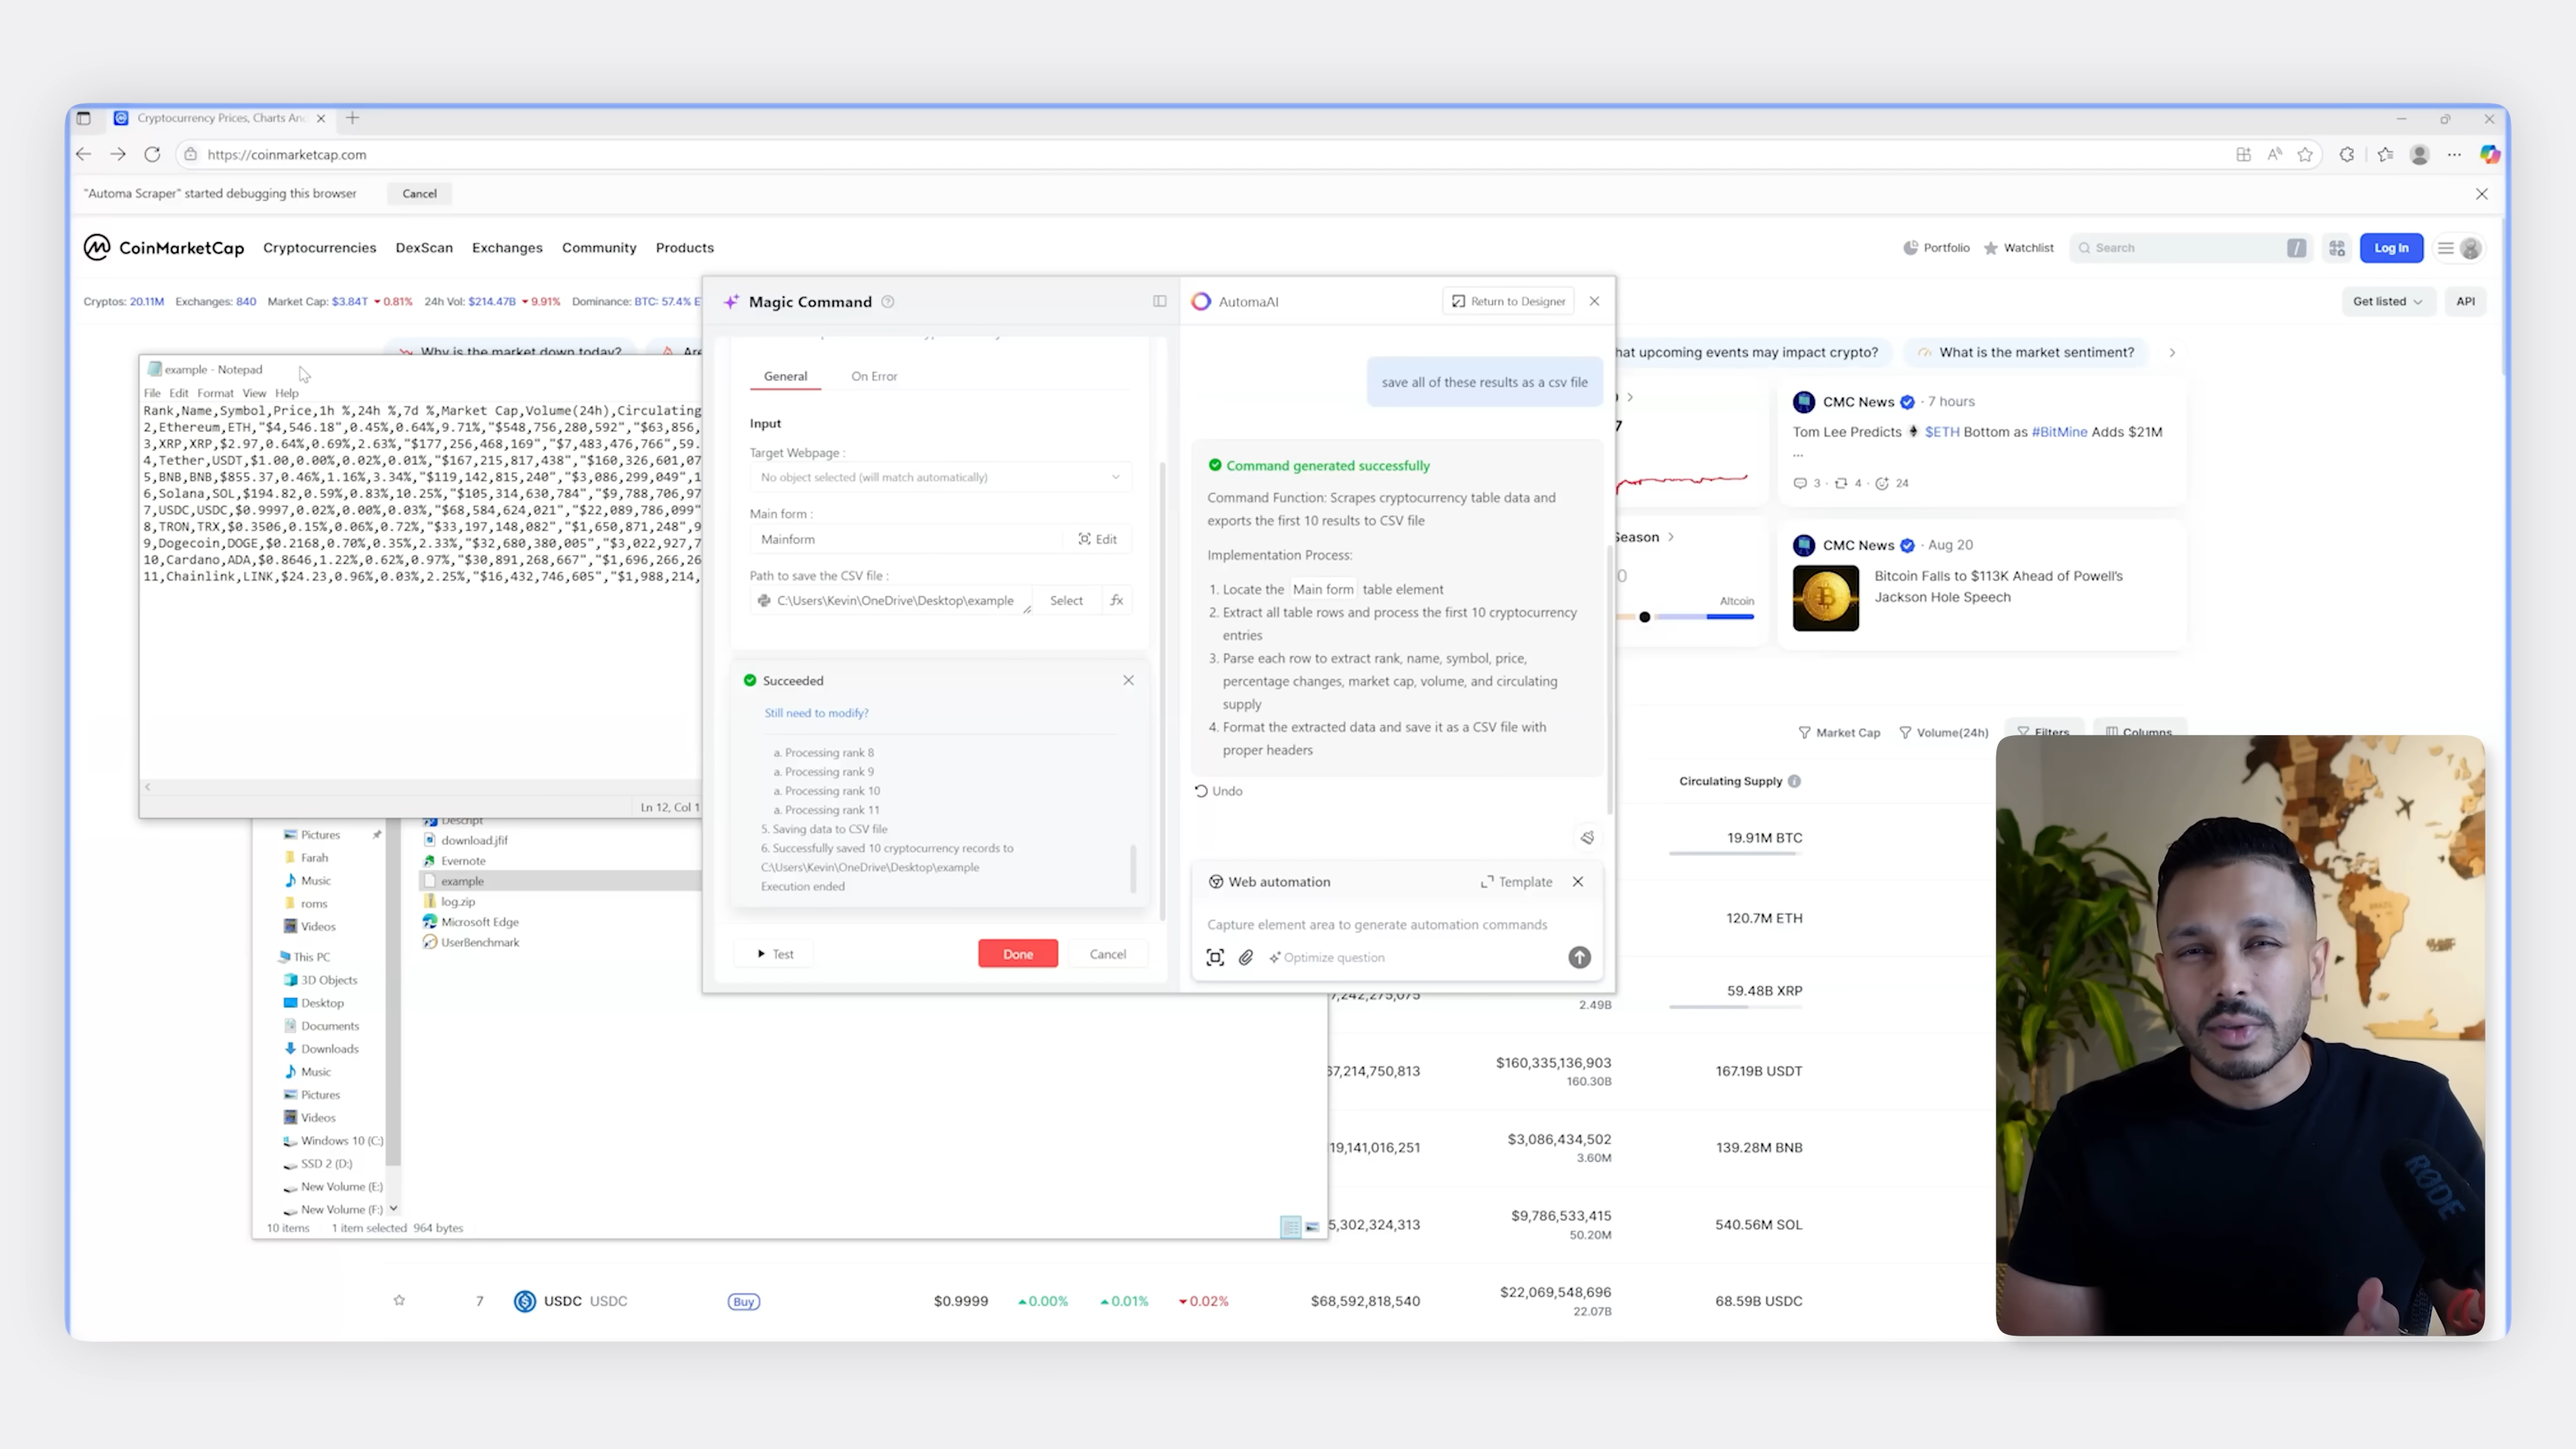 Cryptocurrency Prices, Charts And
https://coinmarketcap.com
"Automa Scraper" started debugging this browser
Cancel
CoinMarketCap
Cryptocurrencies
DexScan
Exchanges
Community
Products
Portfolio
Watchlist
Search
/
Log In
Cryptos: 20.11M Exchanges: 840 Market Cap: $3.84T 0.81% 24h Vol: $214.47B 9.91% Dominance: BTC: 57.4% E
Get listed
API
Why is the market down today?
Are
hat upcoming events may impact crypto?
What is the market sentiment?
example - Notepad
File Edit Format View Help
Rank,Name,Symbol,Price,1h %,24h %,7d %,Market Cap,Volume(24h),Circulating
2,Ethereum,ETH,"$4,546.18",0.45%,0.64%,9.71%,"$548,756,280,592","$63,856,
3,XRP,XRP,$2.97,0.64%,0.69%,2.63%,"$177,256,468,169","$7,483,476,766",59.
4,Tether,USDT,$1.00,0.00%,0.02%,0.01%,"$167,215,817,438","$160,326,601,07
5,BNB,BNB,$855.37,0.46%,1.16%,3.34%,"$119,142,815,240","$3,086,299,049",1
6,Solana,SOL,$194.82,0.59%,0.83%,10.25%,"$105,314,630,784","$9,788,706,97
7,USDC,USDC,$0.9997,0.02%,0.00%,0.03%,"$68,584,624,021","$22,089,786,099"
8,TRON,TRX,$0.3506,0.15%,0.06%,0.72%,"$33,197,148,082","$1,650,871,248",9
9,Dogecoin,DOGE,$0.2168,0.70%,0.35%,2.33%,"$32,680,380,005","$3,022,927,7
10,Cardano,ADA,$0.8646,1.22%,0.62%,0.97%,"$30,891,268,667","$1,696,266,26
11,Chainlink,LINK,$24.23,0.96%,0.03%,2.25%,"$16,432,746,605","$1,988,214,
Ln 12, Col 1
Magic Command
General
On Error
Input
Target Webpage :
No object selected (will match automatically)
Main form :
Mainform
Edit
Path to save the CSV file :
C:\Users\Kevin\OneDrive\Desktop\example
Select
fx
Succeeded
Still need to modify?
a. Processing rank 8
a. Processing rank 9
a. Processing rank 10
a. Processing rank 11
5. Saving data to CSV file
6. Successfully saved 10 cryptocurrency records to
C:\Users\Kevin\OneDrive\Desktop\example
Execution ended
Test
Done
Cancel
AutomaAI
Return to Designer
save all of these results as a csv file
Command generated successfully
Command Function: Scrapes cryptocurrency table data and
exports the first 10 results to CSV file
Implementation Process:
1. Locate the Main form table element
2. Extract all table rows and process the first 10 cryptocurrency
entries
3. Parse each row to extract rank, name, symbol, price,
percentage changes, market cap, volume, and circulating
supply
4. Format the extracted data and save it as a CSV file with
proper headers
Undo
Web automation
Template
Capture element area to generate automation commands
Optimize question
7
CMC News · 7 hours
Tom Lee Predicts $ETH Bottom as #BitMine Adds $21M
...
3 · 4 · 24
eason
0
Altcoin
CMC News · Aug 20
Bitcoin Falls to $113K Ahead of Powell's
Jackson Hole Speech
Market Cap
Volume(24h)
Filters
Columns
Circulating Supply
19.91M BTC
120.7M ETH
7,242,275,075
2.49B
59.48B XRP
67,214,750,813
$160,335,136,903
160.30B
167.19B USDT
19,141,016,251
$3,086,434,502
3.60M
139.28M BNB
5,302,324,313
$9,786,533,415
50.20M
540.56M SOL
7 USDC USDC Buy $0.9999 0.00% 0.01% 0.02% $68,592,818,540
$22,069,548,696
22.07B
68.59B USDC
Pictures
Farah
Music
roms
Videos
This PC
3D Objects
Desktop
Documents
Downloads
Music
Pictures
Videos
Windows 10 (C:)
SSD 2 (D:)
New Volume (E:)
New Volume (F:)
Descript
download.jfif
Evernote
example
log.zip
Microsoft Edge
UserBenchmark
10 items 1 item selected 964 bytes
RØDE